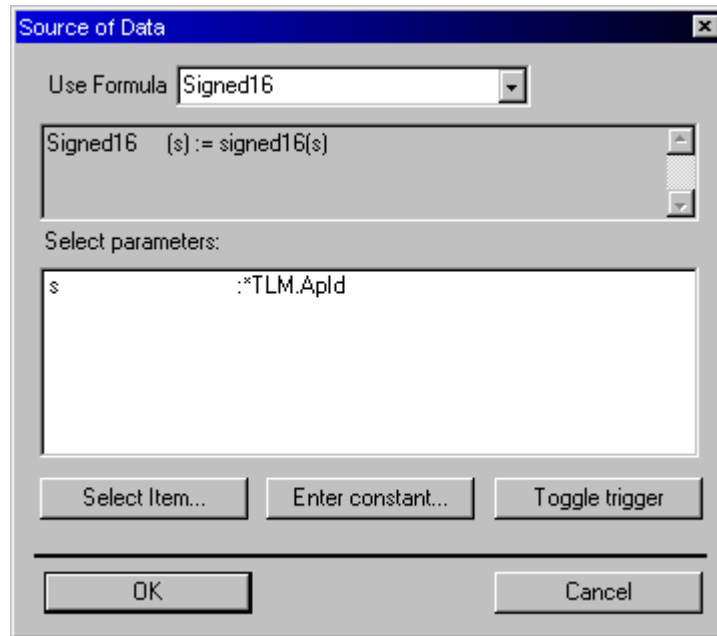 Source of Data
Use Formula Signed16
Signed16 (s) := signed16(s)
Select parameters:
s :*TLM.ApId
Select Item... Enter constant... Toggle trigger
OK Cancel